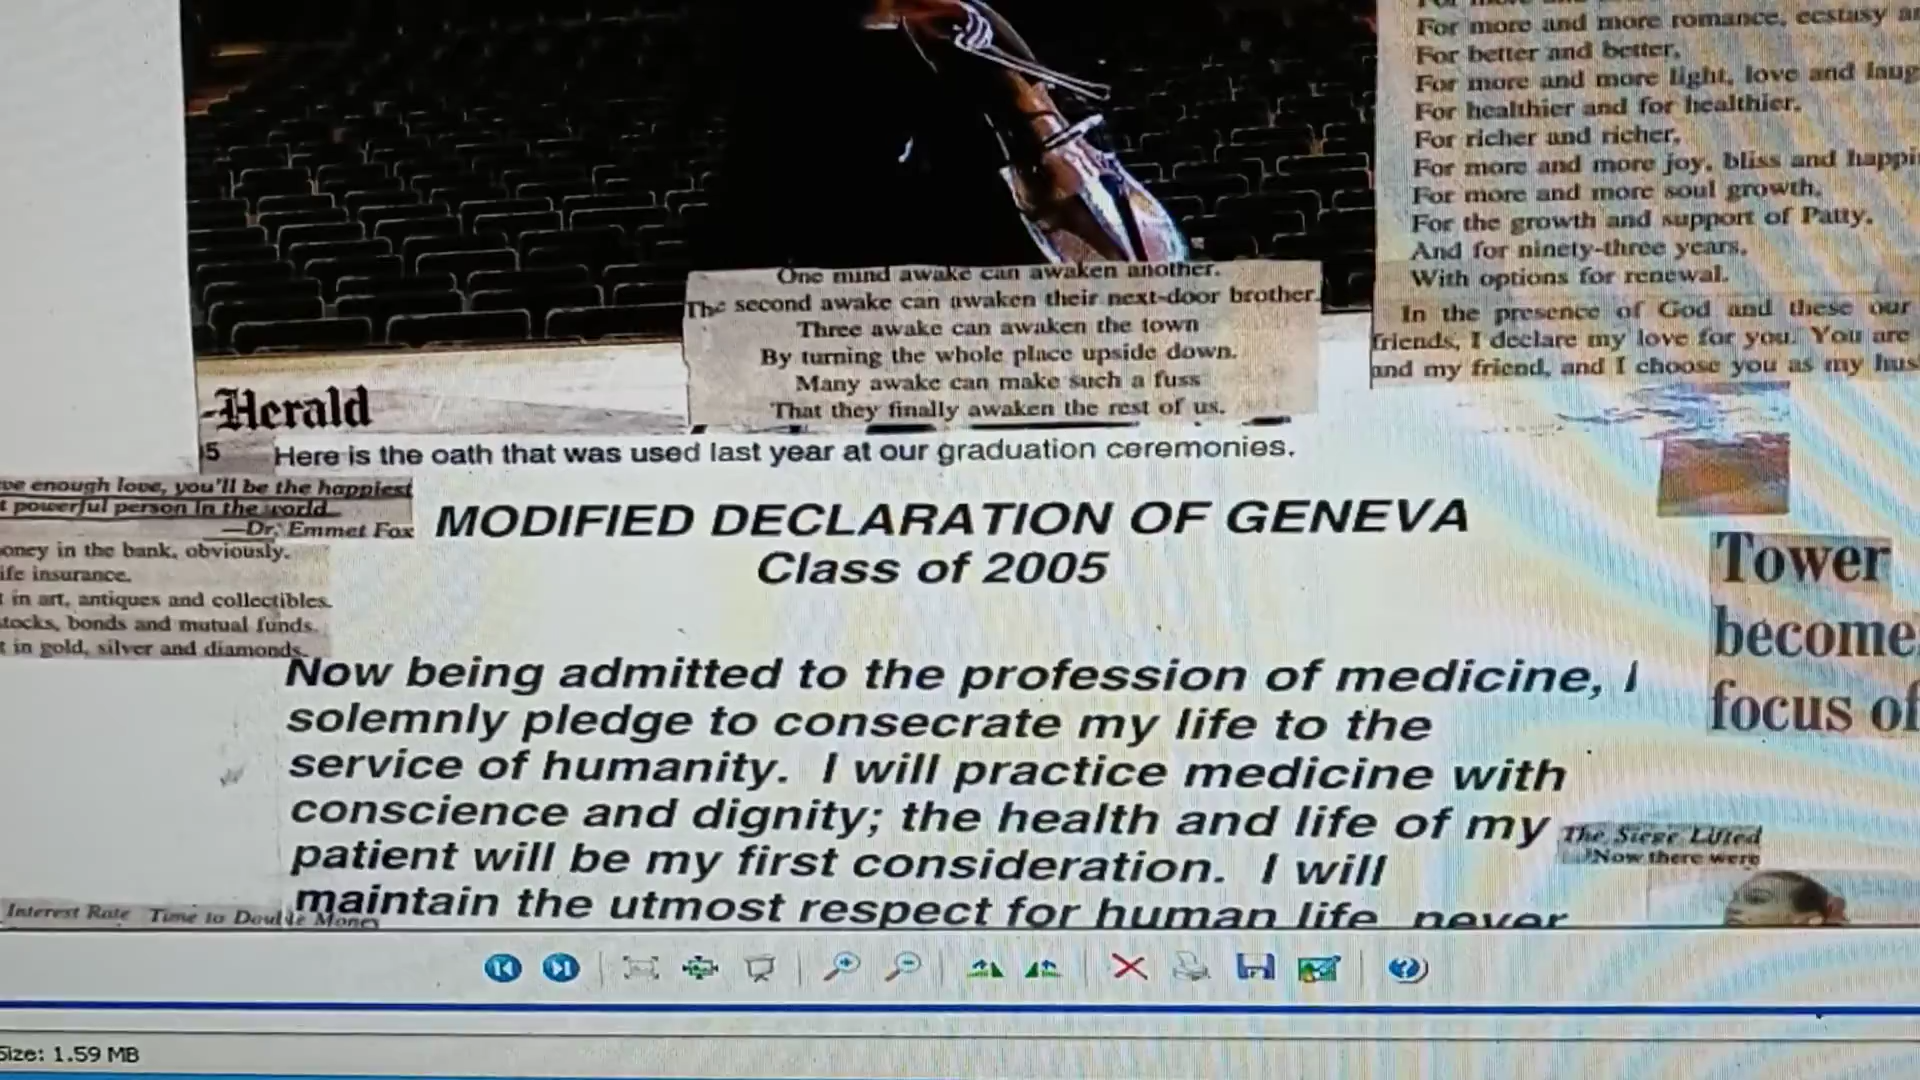 For more and more romance, ecstasy
For better and better,
For more and more light, love and
For healthier and for healthier,
For richer and richer,
For more and more joy, bliss and
For more and more soul growth,
For the growth and support of Patty,
And for ninety-three years,
With options for renewal.
In the presence of God and these our
friends, I declare my love for you. You are
and my friend, and I choose you as my
One mind awake can awaken another.
The second awake can awaken their next-door brother.
Three awake can awaken the town
By turning the whole place upside down.
Many awake can make such a fuss
That they finally awaken the rest of us.
-Herald
5
Here is the oath that was used last year at our graduation ceremonies.
enough love, you'll be the happiest
powerful person in the world.
—Dr. Emmet Fox
MODIFIED DECLARATION OF GENEVA
Class of 2005
in the bank, obviously.
insurance.
in art, antiques and collectibles.
bonds and mutual funds.
in gold, silver and diamonds.
Now being admitted to the profession of medicine, I
solemnly pledge to consecrate my life to the
service of humanity. I will practice medicine with
conscience and dignity; the health and life of my
patient will be my first consideration. I will
maintain the utmost respect for human life never
Tower
become
focus of
The Siege Lifted
Now there were
Interest Rate Time to Double Money
Size: 1.59 MB